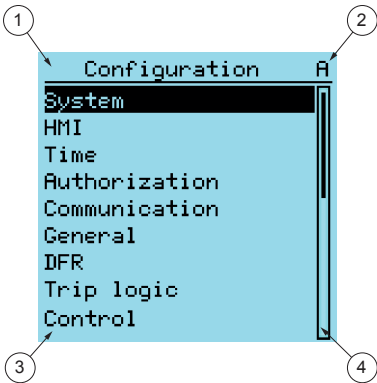 1 2
Configuration A
System
HMI
Time
Authorization
Communication
General
DFR
Trip logic
Control
3 4